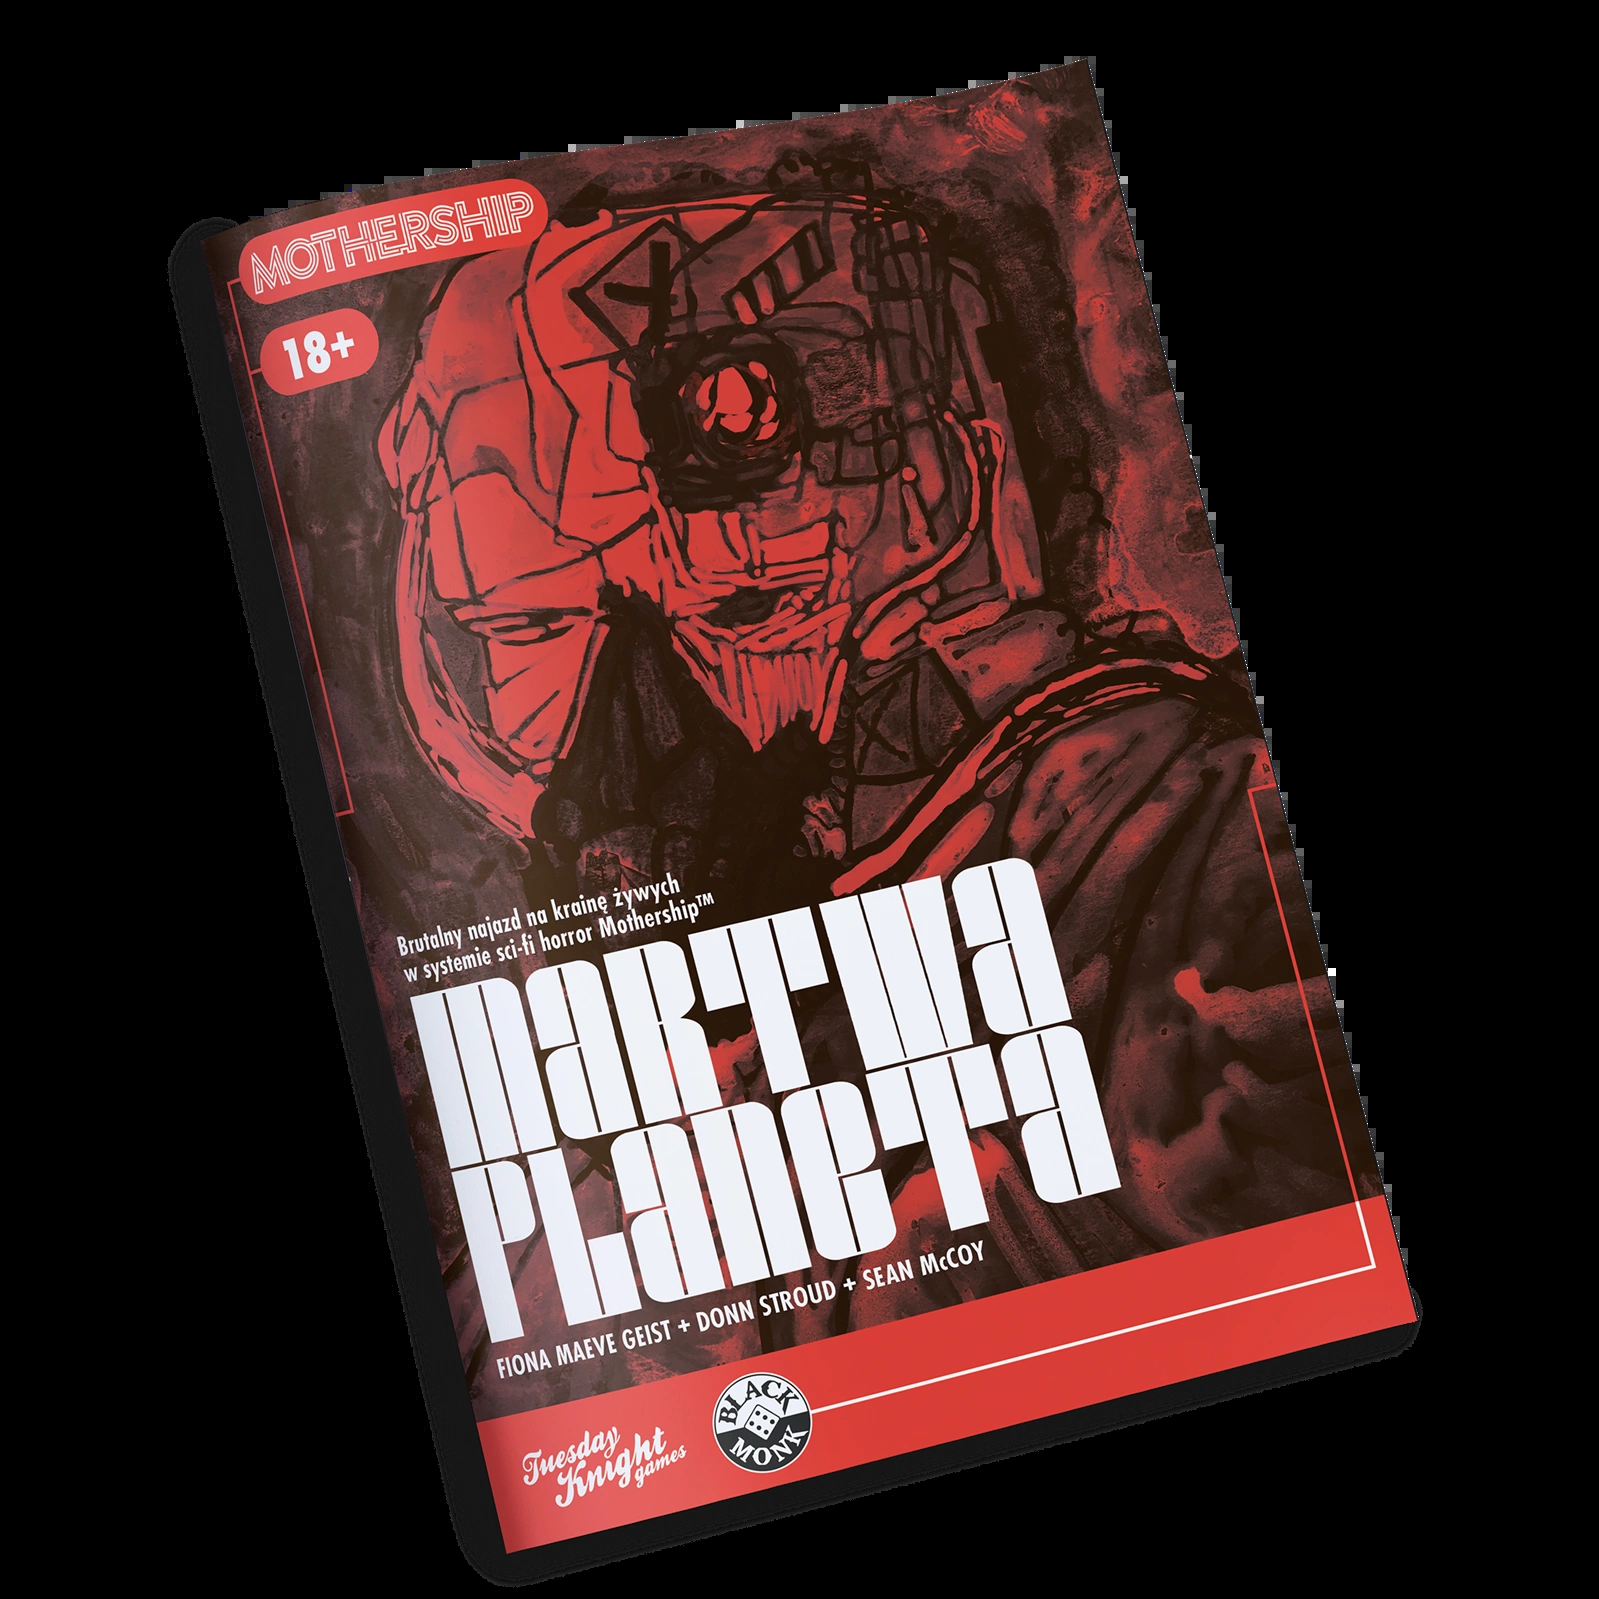 MOTHERSHIP
18+
Brutalny najazd na krainę żywych
w systemie sci-fi horror Mothership™
MARTWA
PLANETA
FIONA MAEVE GEIST + DONN STROUD + SEAN McCOY
Tuesday
Knight
games
BLACK
MONK